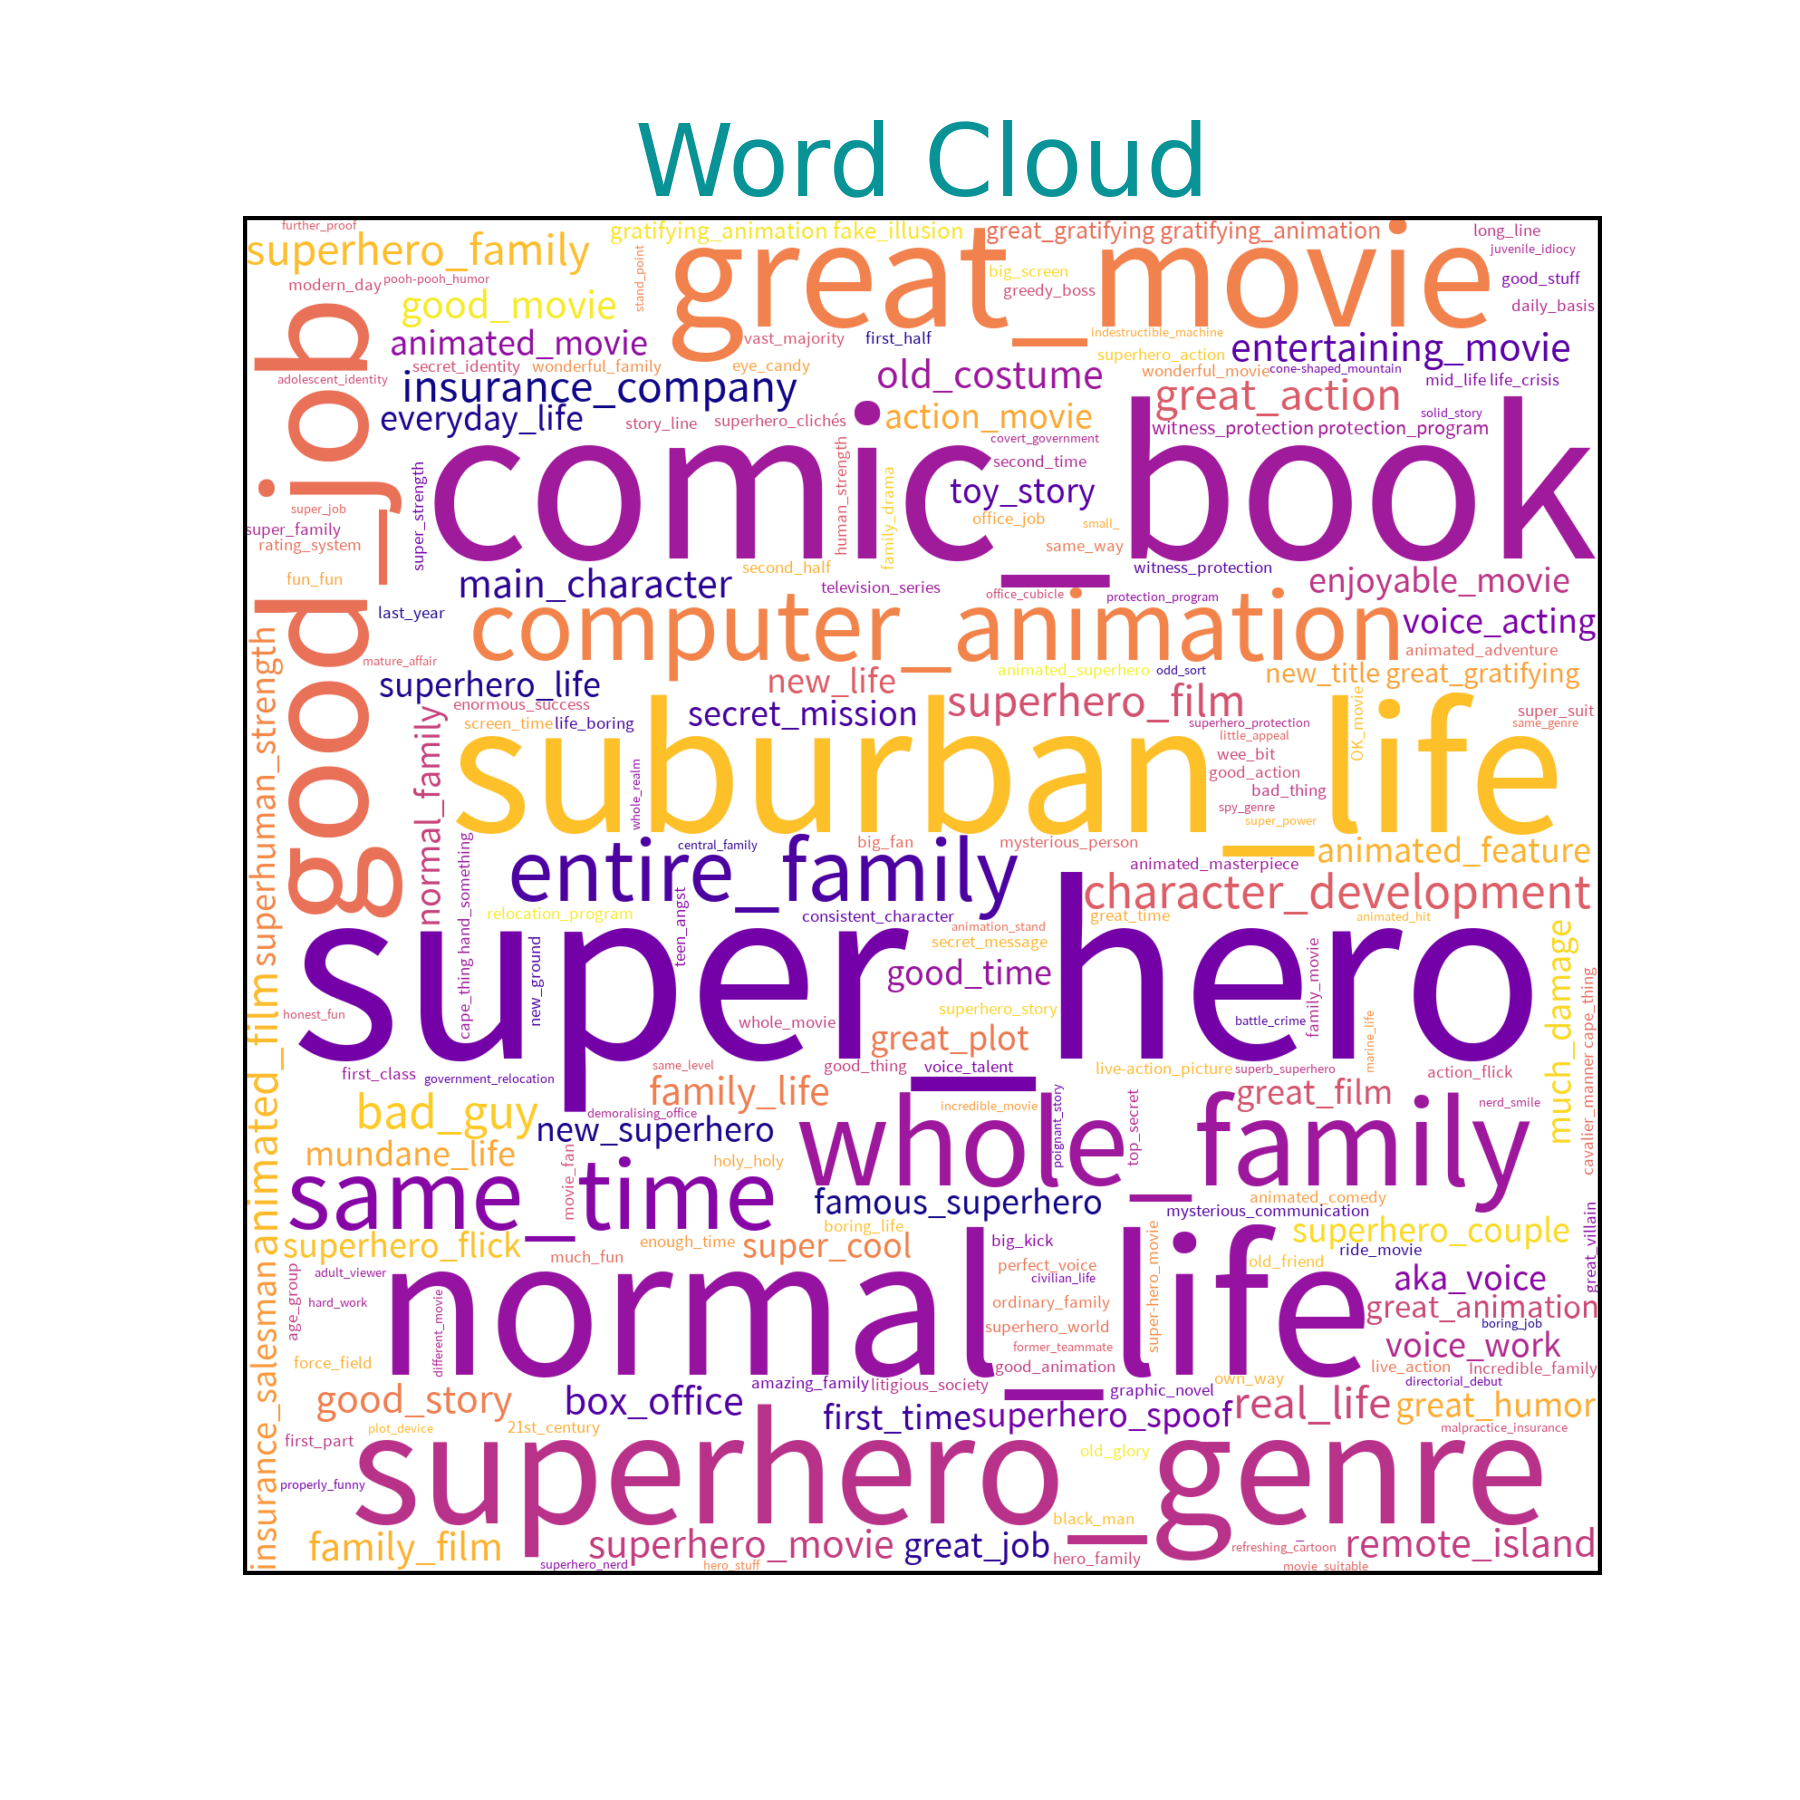 Word Cloud
further_proof
gratifying_animation fake_illusion
great_gratifying gratifying_animation
long_line
superhero_family
great_movie
juvenile_idiocy
stand_point
big_screen
good_stuff
modern_day
pooh-pooh_humor
greedy_boss
daily_basis
good_movie
good_job
animated_movie
vast_majority
first_half
indestructible_machine
entertaining_movie
superhero_action
secret_identity
wonderful_family
eye_candy
old_costume
wonderful_movie
cone-shaped_mountain
adolescent_identity
insurance_company
mid_life life_crisis
great_action
everyday_life
story_line
superhero_clichés
action_movie
solid_story
witness_protection protection_program
covert_government
comic_book
super_strength
human_strength
family_drama
second_time
toy_story
super_job
office_job
small_
super_family
rating_system
same_way
fun_fun
main_character
second_half
television_series
witness_protection
enjoyable_movie
office_cubicle
protection_program
last_year
computer_animation
voice_acting
superhuman_strength
mature_affair
animated_adventure
superhero_life
new_life
animated_superhero
odd_sort
new_title great_gratifying
enormous_success
secret_mission
superhero_film
super_suit
screen_time
life_boring
superhero_protection
same_genre
normal_family
OK_movie
little_appeal
suburban_life
wee_bit
good_action
whole_realm
bad_thing
spy_genre
super_power
entire_family
central_family
big_fan
mysterious_person
animated_feature
animated_masterpiece
cape_thing hand_something
character_development
relocation_program
teen_angst
consistent_character
great_time
animated_hit
animation_stand
super_hero
new_ground
secret_message
family_movie
much_damage
good_time
cavalier_manner cape_thing
honest_fun
superhero_story
whole_movie
battle_crime
marine_life
great_plot
animated_film
first_class
government_relocation
same_level
good_thing
voice_talent
live-action_picture
superb_superhero
action_flick
family_life
great_film
bad_guy
demoralising_office
incredible_movie
poignant_story
top_secret
nerd_smile
new_superhero
whole_family
mundane_life
movie_fan
holy_holy
same_time
famous_superhero
animated_comedy
mysterious_communication
superhero_flick
boring_life
superhero_couple
great_villain
much_fun
enough_time
super_cool
big_kick
super-hero_movie
ride_movie
old_friend
age_group
adult_viewer
perfect_voice
civilian_life
aka_voice
hard_work
different_movie
normal_life
ordinary_family
great_animation
superhero_world
boring_job
force_field
former_teammate
voice_work
good_animation
live_action
Incredible_family
insurance_salesman
amazing_family
litigious_society
graphic_novel
own_way
directorial_debut
good_story
box_office
first_time
superhero_spoof
real_life
great_humor
plot_device
21st_century
malpractice_insurance
first_part
superhero_genre
old_glory
properly_funny
black_man
family_film
superhero_movie
great_job
hero_family
refreshing_cartoon
remote_island
superhero_nerd
hero_stuff
movie_suitable